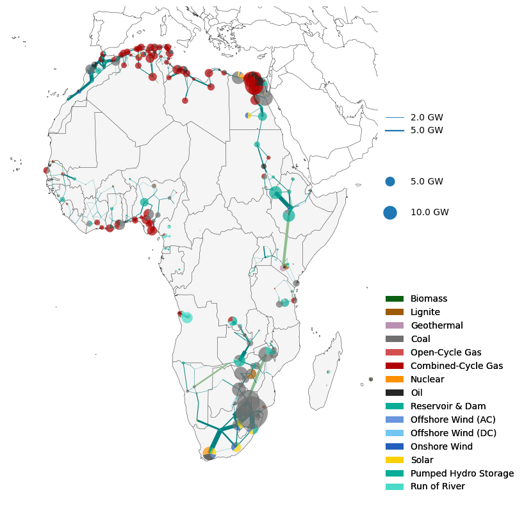 2.0 GW
5.0 GW
5.0 GW
10.0 GW
Biomass
Lignite
Geothermal
Coal
Open-Cycle Gas
Combined-Cycle Gas
Nuclear
Oil
Reservoir & Dam
Offshore Wind (AC)
Offshore Wind (DC)
Onshore Wind
Solar
Pumped Hydro Storage
Run of River